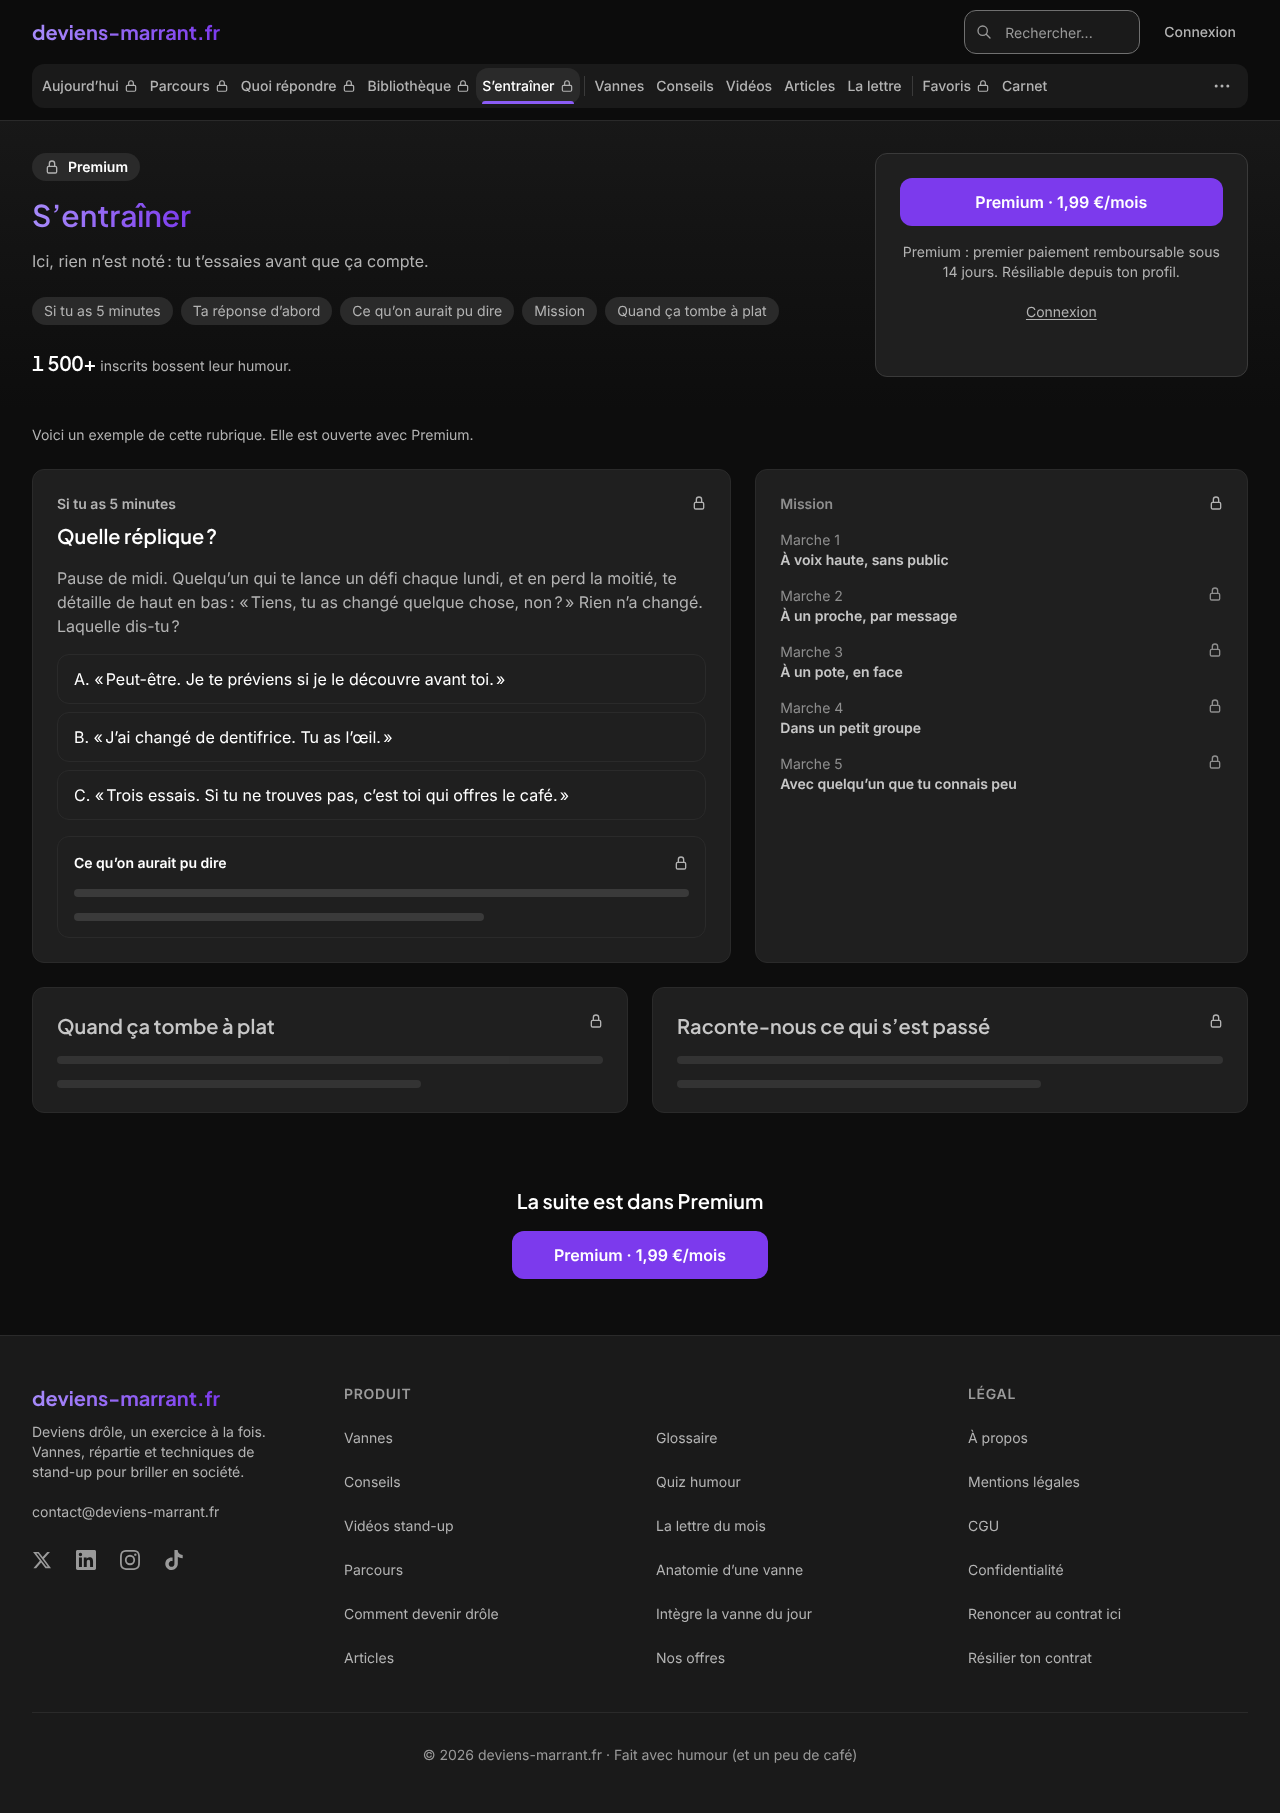 deviens-marrant.fr
Rechercher...
Connexion
Aujourd’hui
Parcours
Quoi répondre
Bibliothèque
S’entraîner
Vannes
Conseils
Vidéos
Articles
La lettre
Favoris
Carnet
Premium
S’entraîner
Ici, rien n’est noté : tu t’essaies avant que ça compte.
Si tu as 5 minutes
Ta réponse d’abord
Ce qu’on aurait pu dire
Mission
Quand ça tombe à plat
1 500+ inscrits bossent leur humour.
Premium · 1,99 €/mois
Premium : premier paiement remboursable sous
14 jours. Résiliable depuis ton profil.
Connexion
Voici un exemple de cette rubrique. Elle est ouverte avec Premium.
Si tu as 5 minutes
Quelle réplique ?
Pause de midi. Quelqu’un qui te lance un défi chaque lundi, et en perd la moitié, te
détaille de haut en bas : « Tiens, tu as changé quelque chose, non ? » Rien n’a changé.
Laquelle dis-tu ?
A. « Peut-être. Je te préviens si je le découvre avant toi. »
B. « J’ai changé de dentifrice. Tu as l’œil. »
C. « Trois essais. Si tu ne trouves pas, c’est toi qui offres le café. »
Ce qu’on aurait pu dire
Mission
Marche 1
À voix haute, sans public
Marche 2
À un proche, par message
Marche 3
À un pote, en face
Marche 4
Dans un petit groupe
Marche 5
Avec quelqu’un que tu connais peu
Quand ça tombe à plat
Raconte-nous ce qui s’est passé
La suite est dans Premium
Premium · 1,99 €/mois
deviens-marrant.fr
Deviens drôle, un exercice à la fois.
Vannes, répartie et techniques de
stand-up pour briller en société.
contact@deviens-marrant.fr
PRODUIT
Vannes
Conseils
Vidéos stand-up
Parcours
Comment devenir drôle
Articles
Glossaire
Quiz humour
La lettre du mois
Anatomie d’une vanne
Intègre la vanne du jour
Nos offres
LÉGAL
À propos
Mentions légales
CGU
Confidentialité
Renoncer au contrat ici
Résilier ton contrat
© 2026 deviens-marrant.fr · Fait avec humour (et un peu de café)